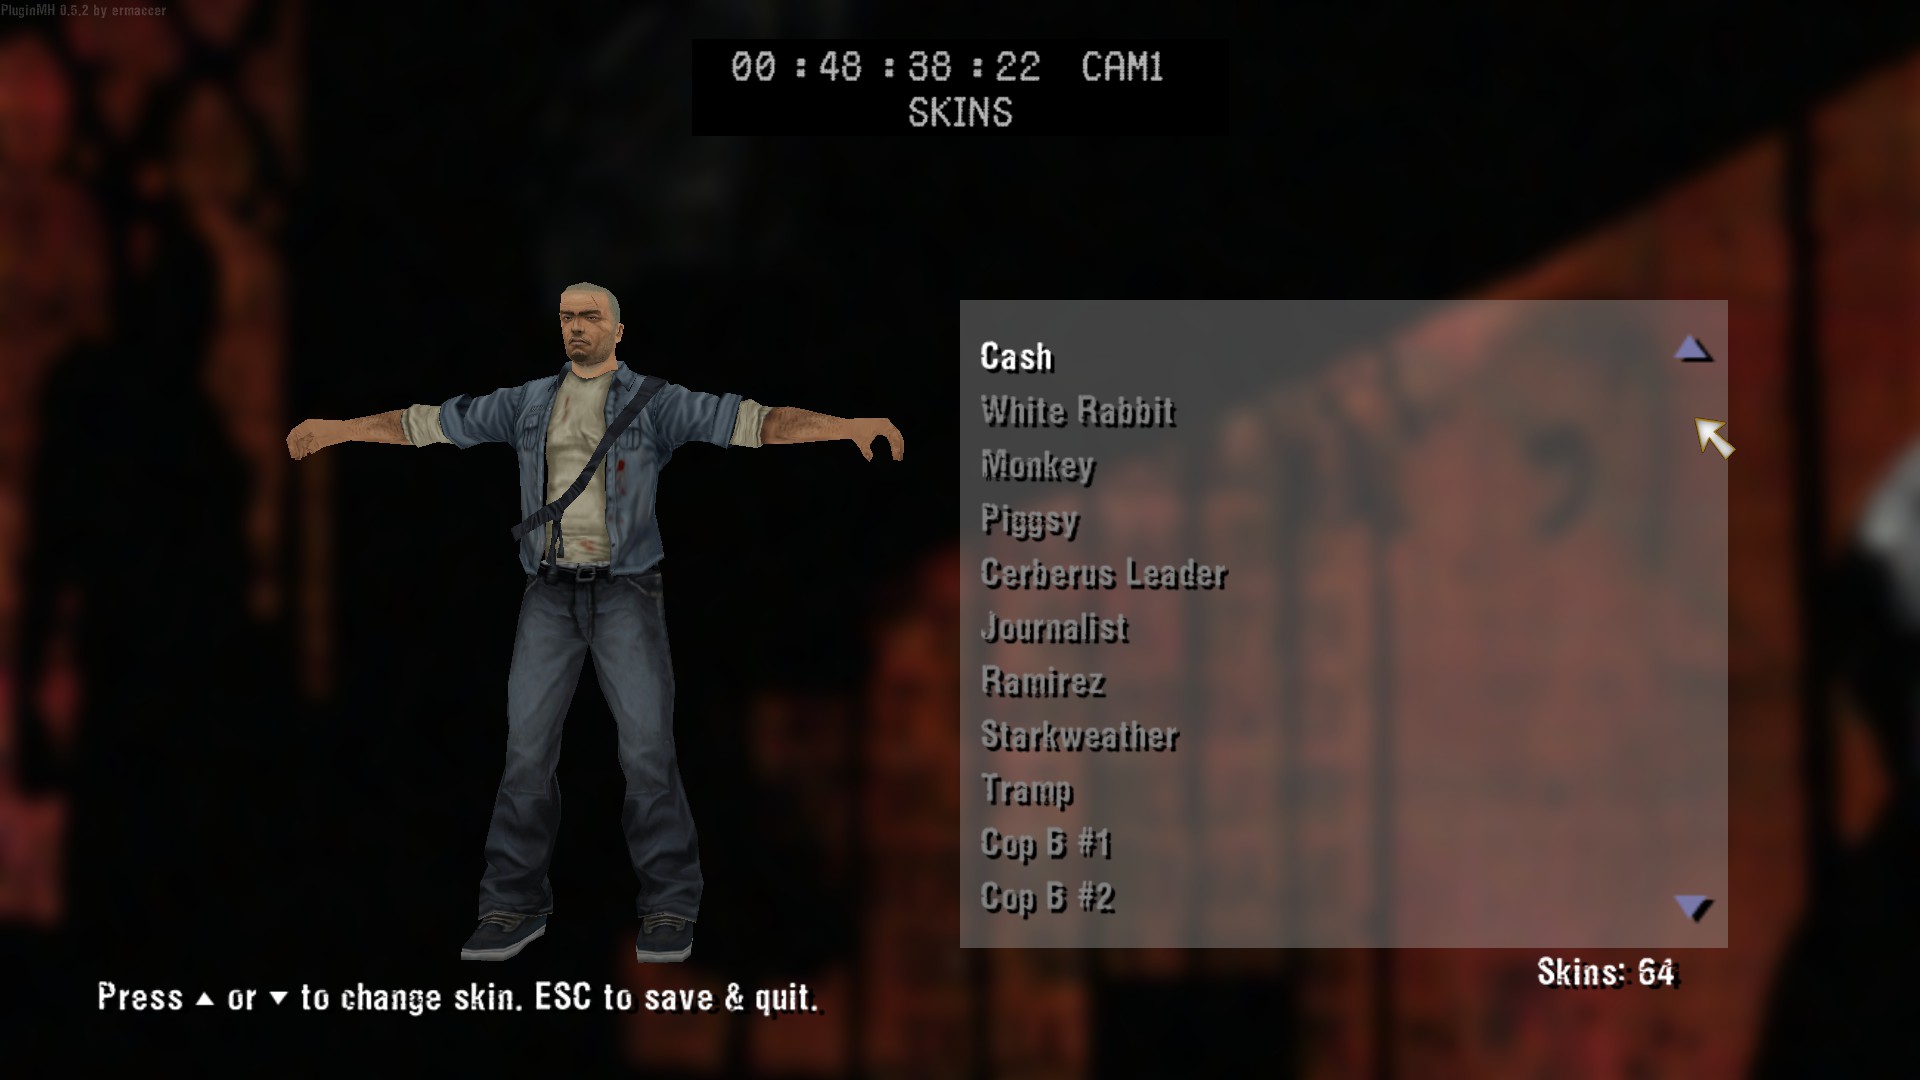 PluginMH 0.5.2 by ermaccer
00 :48 :38 :22 CAM1
SKINS
Cash
White Rabbit
Monkey
Piggsy
Cerberus Leader
Journalist
Ramirez
Starkweather
Tramp
Cop B #1
Cop B #2
Skins: 64
Press ▲ or ▼ to change skin. ESC to save & quit.